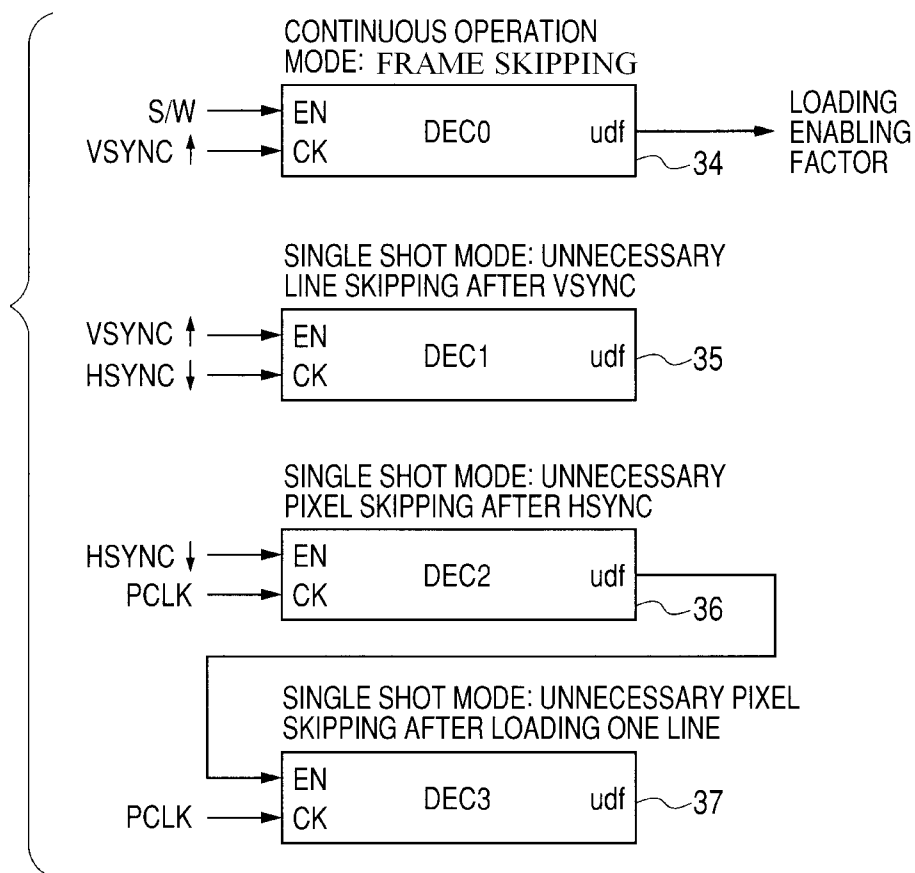 CONTINUOUS OPERATION
MODE: FRAME SKIPPING
S/W
EN
DEC0
udf
VSYNC ↑
CK
34
LOADING
ENABLING
FACTOR
SINGLE SHOT MODE: UNNECESSARY
LINE SKIPPING AFTER VSYNC
VSYNC ↑
EN
DEC1
udf
35
HSYNC ↓
CK
SINGLE SHOT MODE: UNNECESSARY
PIXEL SKIPPING AFTER HSYNC
HSYNC ↓
EN
DEC2
udf
PCLK
CK
36
SINGLE SHOT MODE: UNNECESSARY PIXEL
SKIPPING AFTER LOADING ONE LINE
EN
DEC3
udf
37
PCLK
CK